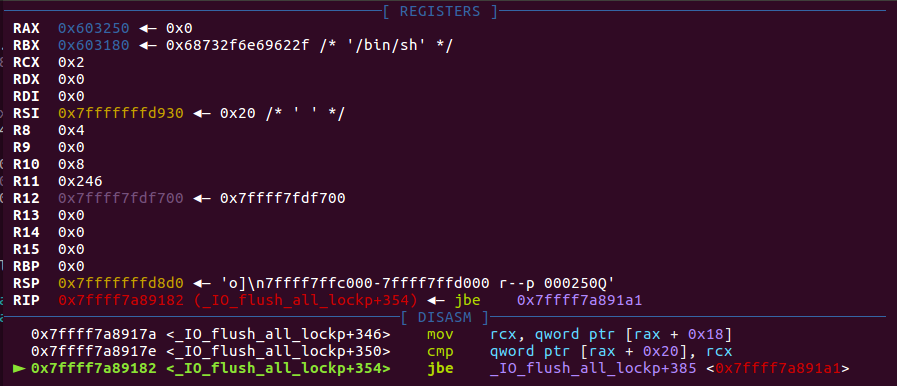 [ REGISTERS ]
RAX 0x603250 ◂— 0x0
RBX 0x603180 ◂— 0x68732f6e69622f /* '/bin/sh' */
RCX 0x2
RDX 0x0
RDI 0x0
RSI 0x7fffffffd930 ◂— 0x20 /* ' ' */
R8 0x4
R9 0x0
R10 0x8
R11 0x246
R12 0x7ffff7fdf700 ◂— 0x7ffff7fdf700
R13 0x0
R14 0x0
R15 0x0
RBP 0x0
RSP 0x7fffffffd8d0 ◂— 'o]\n7ffff7ffc000-7ffff7ffd000 r--p 000250Q'
RIP 0x7ffff7a89182 (_IO_flush_all_lockp+354) ◂— jbe 0x7ffff7a891a1
[ DISASM ]
0x7ffff7a8917a <_IO_flush_all_lockp+346> mov rcx, qword ptr [rax + 0x18]
0x7ffff7a8917e <_IO_flush_all_lockp+350> cmp qword ptr [rax + 0x20], rcx
► 0x7ffff7a89182 <_IO_flush_all_lockp+354> jbe _IO_flush_all_lockp+385 <0x7ffff7a891a1>